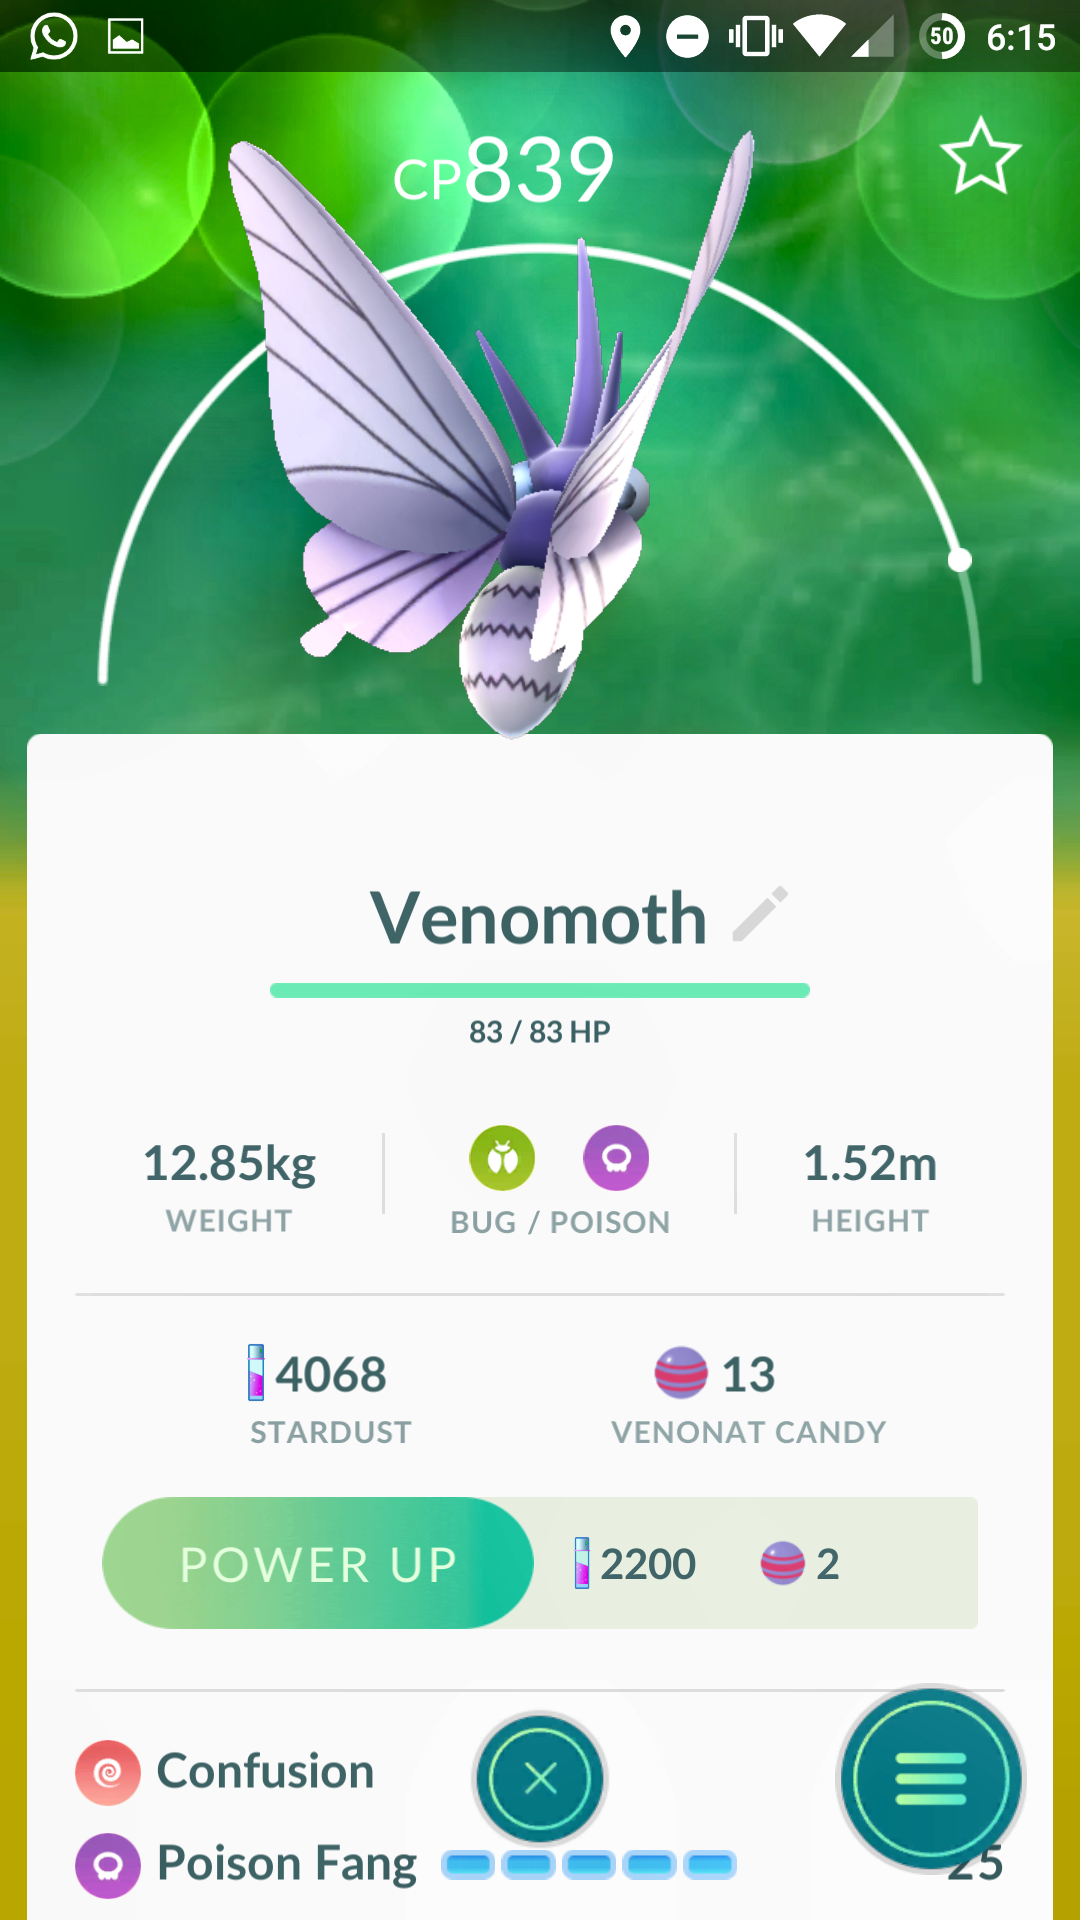 50 6:15
CP839
Venomoth
83 / 83 HP
12.85kg
WEIGHT
BUG / POISON
1.52m
HEIGHT
4068
STARDUST
13
VENONAT CANDY
POWER UP 2200 2
Confusion
Poison Fang 25